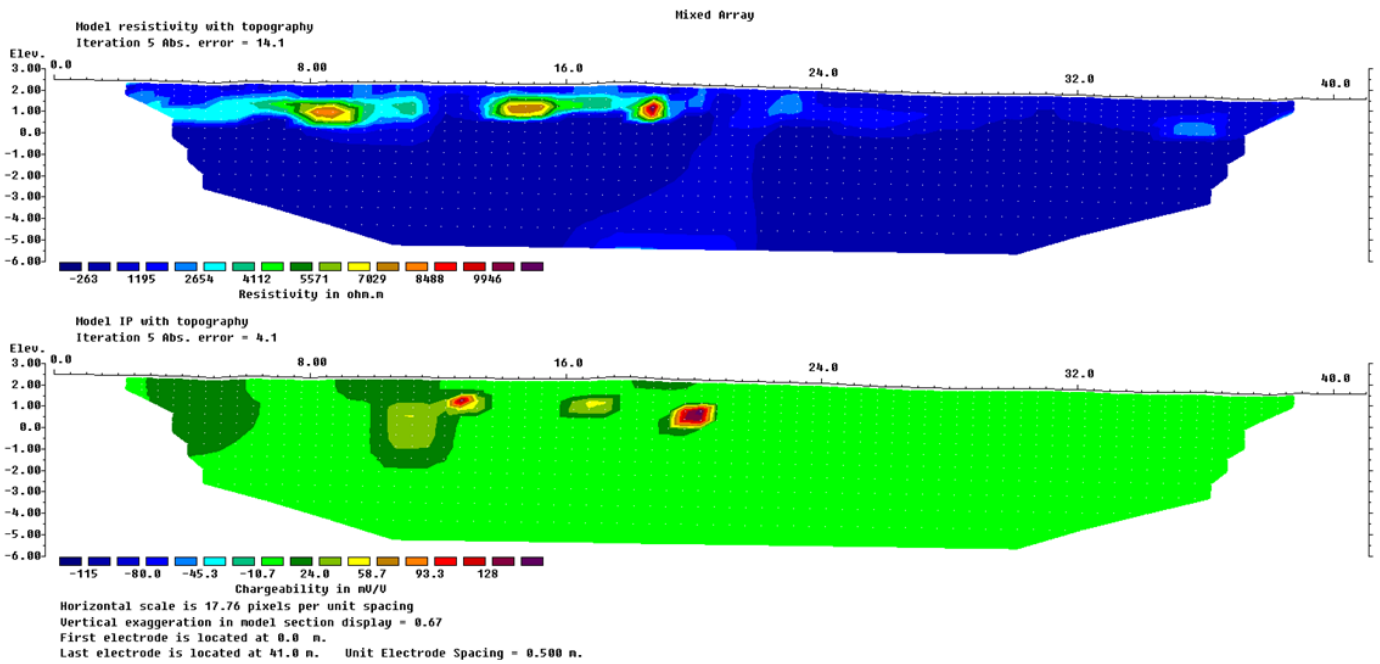 Mixed Array
Model resistivity with topography
Iteration 5 Abs. error = 14.1
Elev.
0.0 8.00 16.0 24.0 32.0 40.0
3.00
2.00
1.00
0.0
-1.00
-2.00
-3.00
-4.00
-5.00
-6.00
-263 1195 2654 4112 5571 7029 8488 9946
Resistivity in ohm.m
Model IP with topography
Iteration 5 Abs. error = 4.1
Elev.
0.0 8.00 16.0 24.0 32.0 40.0
3.00
2.00
1.00
0.0
-1.00
-2.00
-3.00
-4.00
-5.00
-6.00
-115 -80.0 -45.3 -10.7 24.0 58.7 93.3 128
Chargeability in mV/V
Horizontal scale is 17.76 pixels per unit spacing
Vertical exaggeration in model section display = 0.67
First electrode is located at 0.0 m.
Last electrode is located at 41.0 m. Unit Electrode Spacing = 0.500 m.